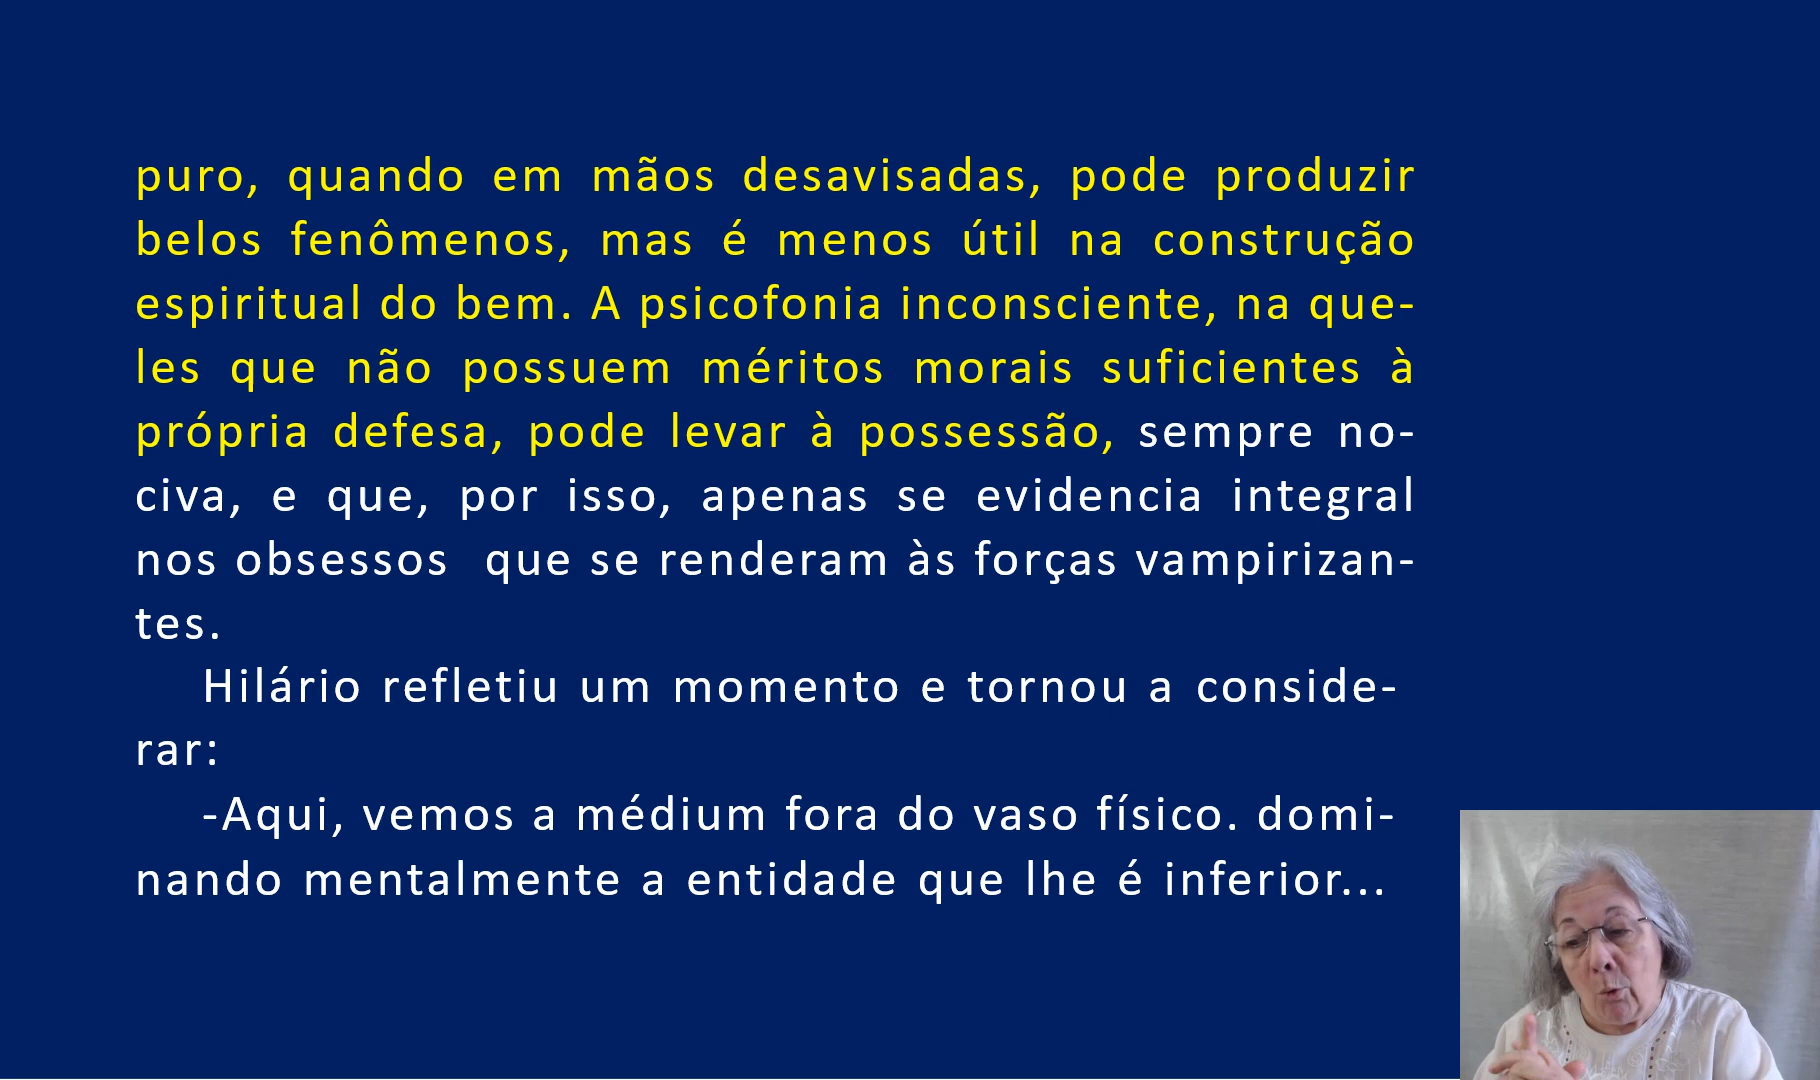 puro, quando em mãos desavisadas, pode produzir
belos fenômenos, mas é menos útil na construção
espiritual do bem. A psicofonia inconsciente, na que-
les que não possuem méritos morais suficientes à
própria defesa, pode levar à possessão, sempre no-
civa, e que, por isso, apenas se evidencia integral
nos obsessos que se renderam às forças vampirizan-
tes.
Hilário refletiu um momento e tornou a conside-
rar:
-Aqui, vemos a médium fora do vaso físico. domi-
nando mentalmente a entidade que lhe é inferior...